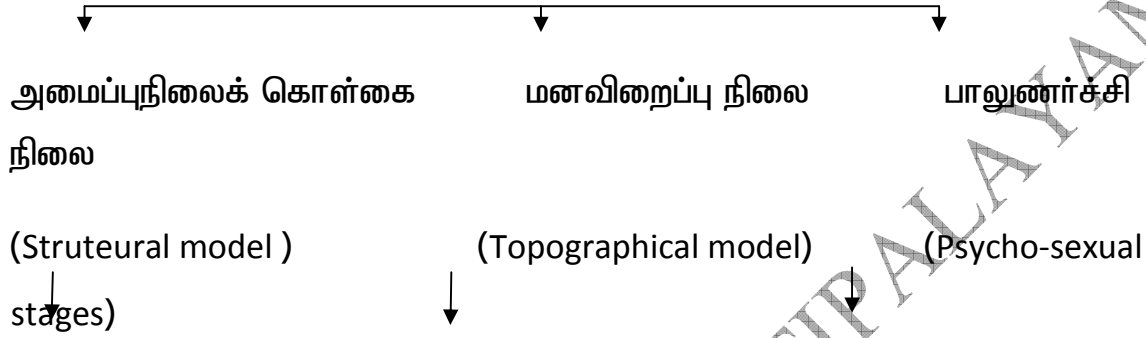 அமைப்புநிலைக் கொள்கை மனவிறைப்பு நிலை பாலுணர்ச்சி
நிலை
(Struteural model ) (Topographical model) (Psycho-sexual
stages)